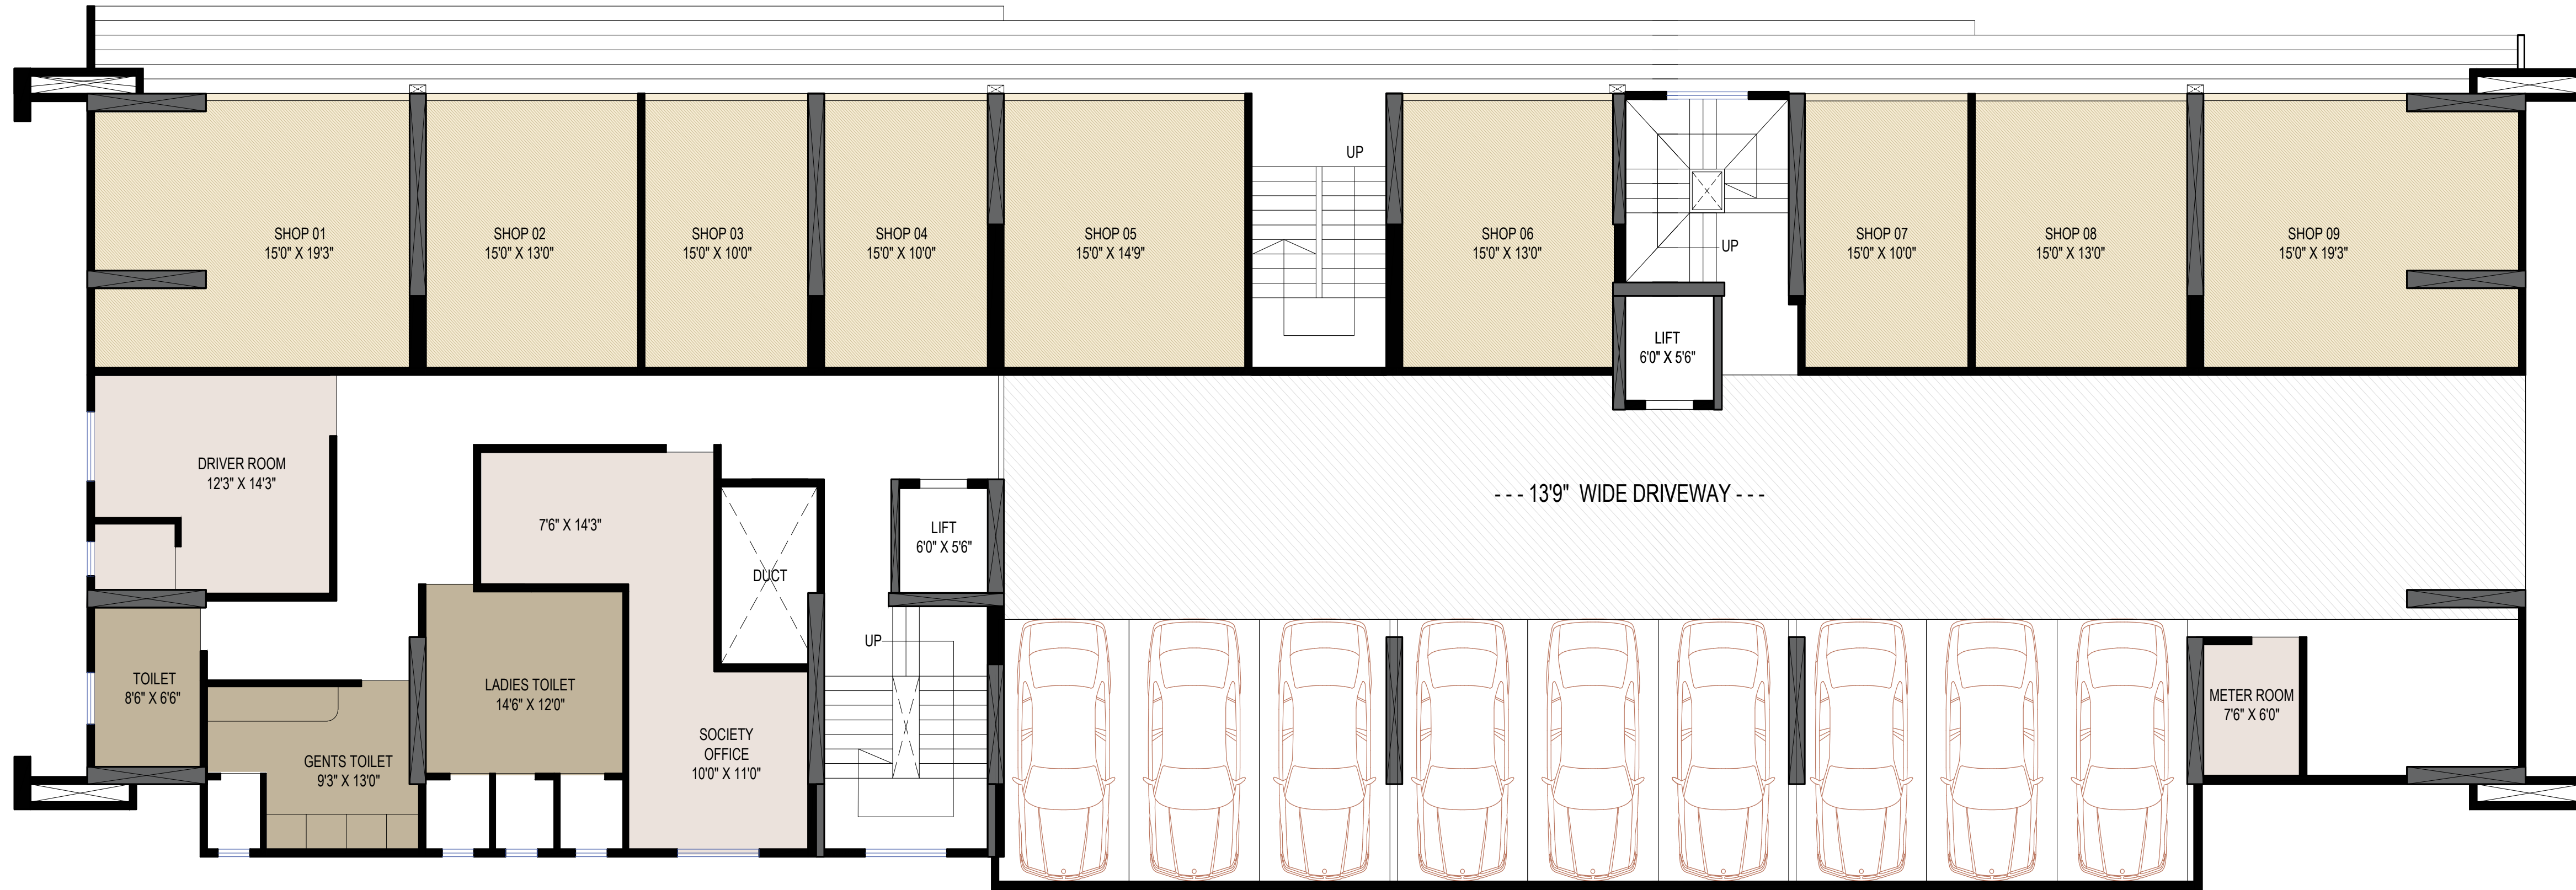 UP
SHOP 01
15'0" X 19'3"
SHOP 02
15'0" X 13'0"
SHOP 03
15'0" X 10'0"
SHOP 04
15'0" X 10'0"
SHOP 05
15'0" X 14'9"
SHOP 06
15'0" X 13'0"
UP
SHOP 07
15'0" X 10'0"
SHOP 08
15'0" X 13'0"
SHOP 09
15'0" X 19'3"
LIFT
6'0" X 5'6"
DRIVER ROOM
12'3" X 14'3"
7'6" X 14'3"
DUCT
LIFT
6'0" X 5'6"
- - - 13'9" WIDE DRIVEWAY - - -
UP
TOILET
8'6" X 6'6"
LADIES TOILET
14'6" X 12'0"
GENTS TOILET
9'3" X 13'0"
SOCIETY
OFFICE
10'0" X 11'0"
METER ROOM
7'6" X 6'0"